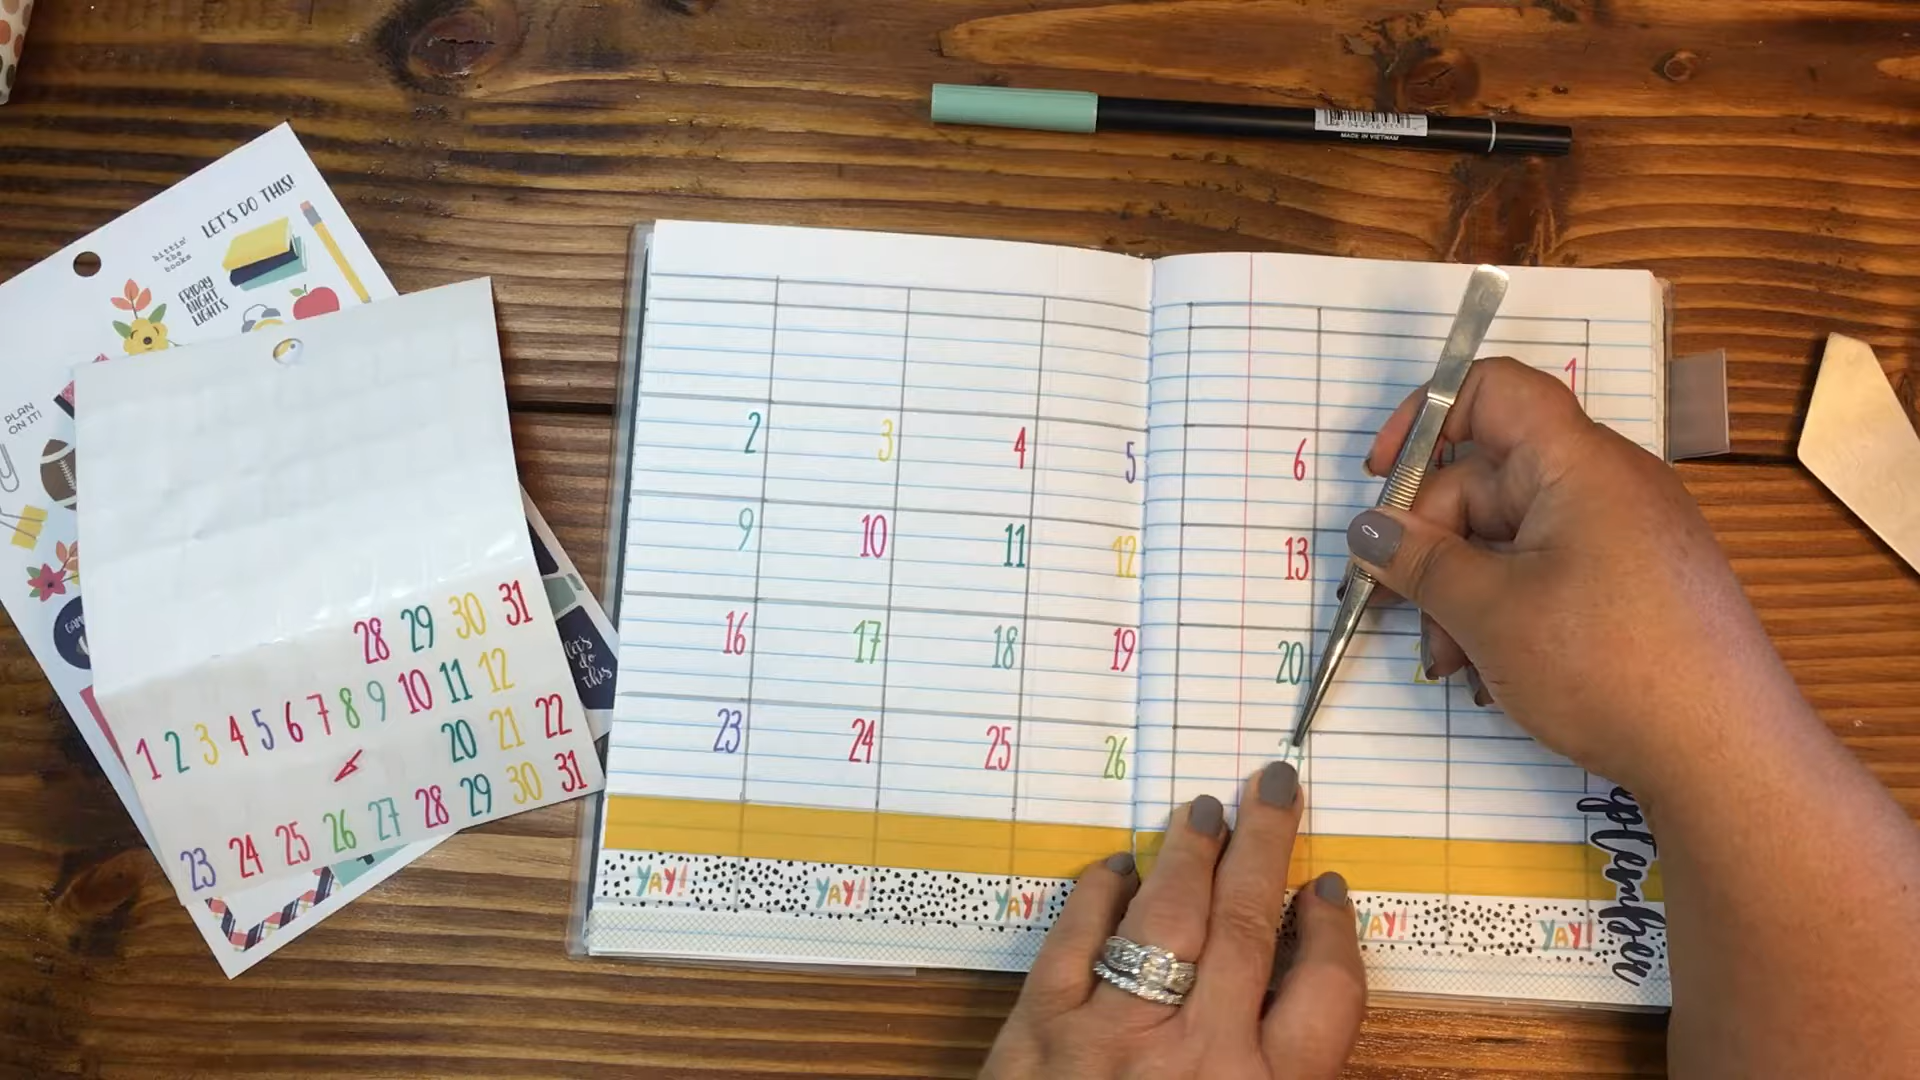 MADE IN VIETNAM
LET'S DO THIS!
hittin'
the
books
FRIDAY
NIGHT
LIGHTS
PLAN
ON IT!
let's
do
this
28 29 30 31
1 2 3 4 5 6 7 8 9 10 11 12
20 21 22
23 24 25 26 27 28 29 30 31
1
2 3 4 5 6
9 10 11 12 13
16 17 18 19 20
23 24 25 26
YAY! YAY! YAY! YAY! YAY!